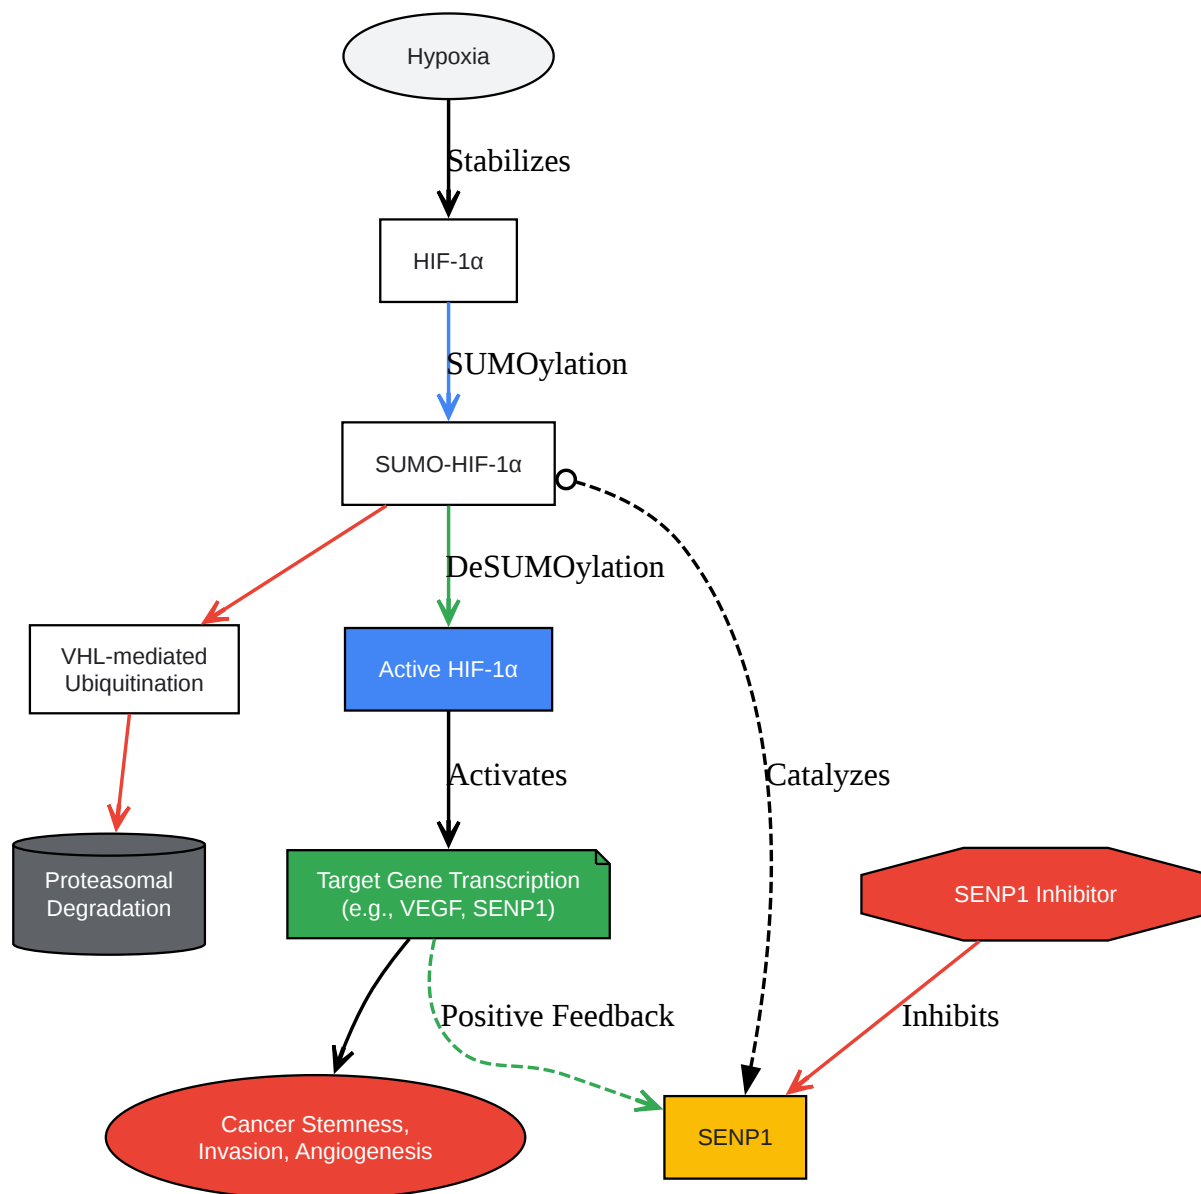 Hypoxia
Stabilizes
HIF-1α
SUMOylation
SUMO-HIF-1α
DeSUMOylation
VHL-mediated
Ubiquitination
Active HIF-1α
Activates
Catalyzes
Proteasomal
Degradation
Target Gene Transcription
(e.g., VEGF, SENP1)
SENP1 Inhibitor
Positive Feedback
Inhibits
Cancer Stemness,
Invasion, Angiogenesis
SENP1